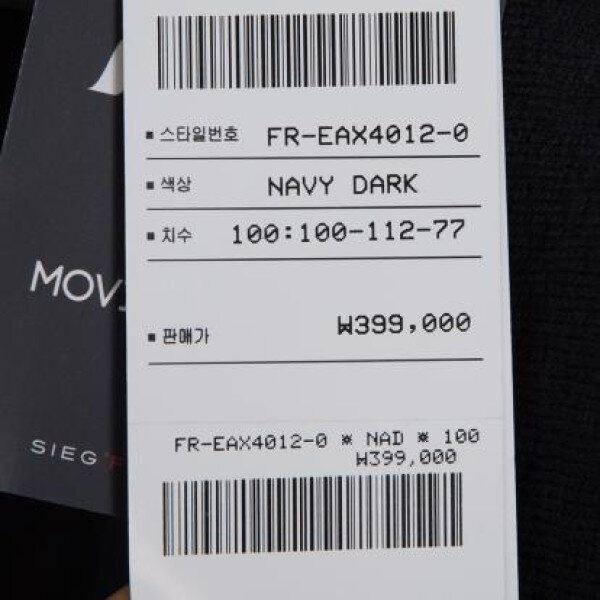 ■ 스타일번호 FR-EAX4012-0
■ 색상 NAVY DARK
■ 치수 100:100-112-77
■ 판매가 ₩399,000
FR-EAX4012-0 ※ NAD ※ 100
₩399,000
SIEG